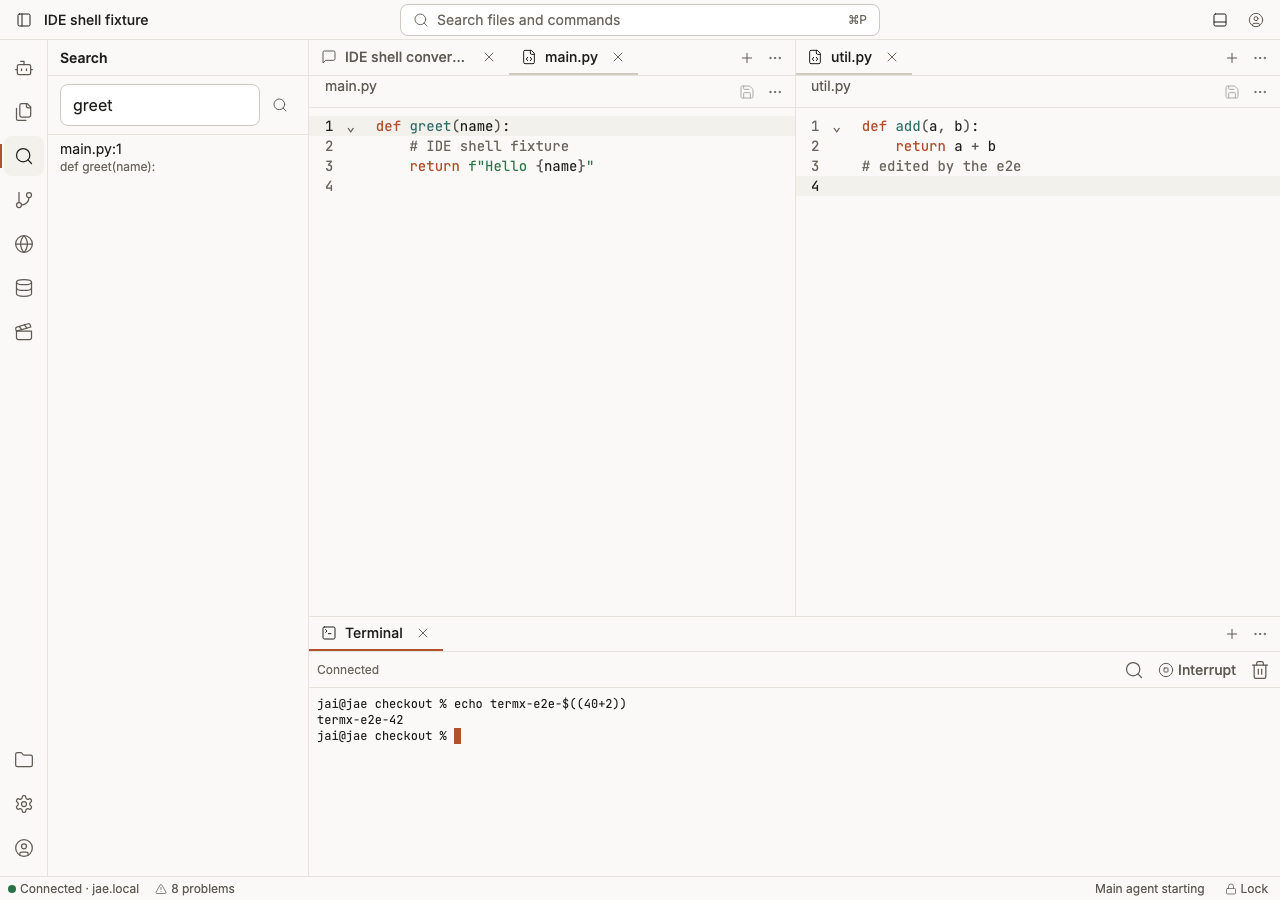 IDE shell fixture
Search files and commands ⌘P
Search
greet
main.py:1
def greet(name):
IDE shell conver...
main.py
main.py
1 def greet(name):
2     # IDE shell fixture
3     return f"Hello {name}"
4
util.py
util.py
1 def add(a, b):
2     return a + b
3 # edited by the e2e
4
Terminal
Connected
Interrupt
jai@jae checkout % echo termx-e2e-$((40+2))
termx-e2e-42
jai@jae checkout %
Connected · jae.local
8 problems
Main agent starting
Lock